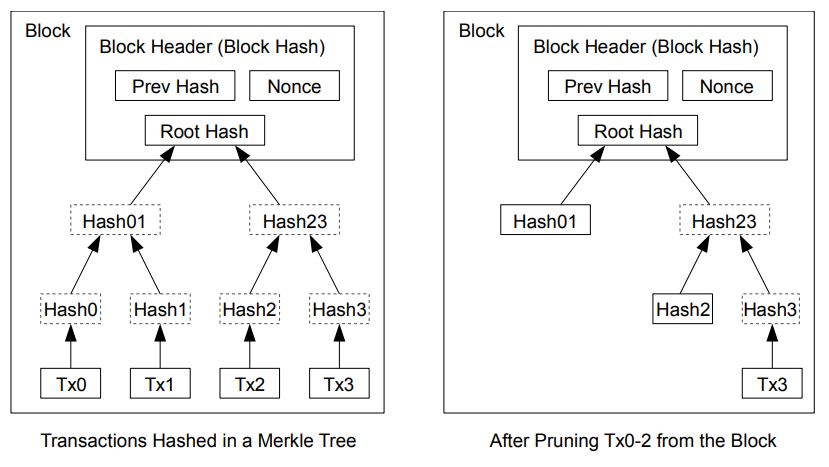 Block
Block Header (Block Hash)
Prev Hash
Nonce
Root Hash
Hash01
Hash23
Hash0
Hash1
Hash2
Hash3
Tx0
Tx1
Tx2
Tx3
Transactions Hashed in a Merkle Tree
Block
Block Header (Block Hash)
Prev Hash
Nonce
Root Hash
Hash01
Hash23
Hash2
Hash3
Tx3
After Pruning Tx0-2 from the Block